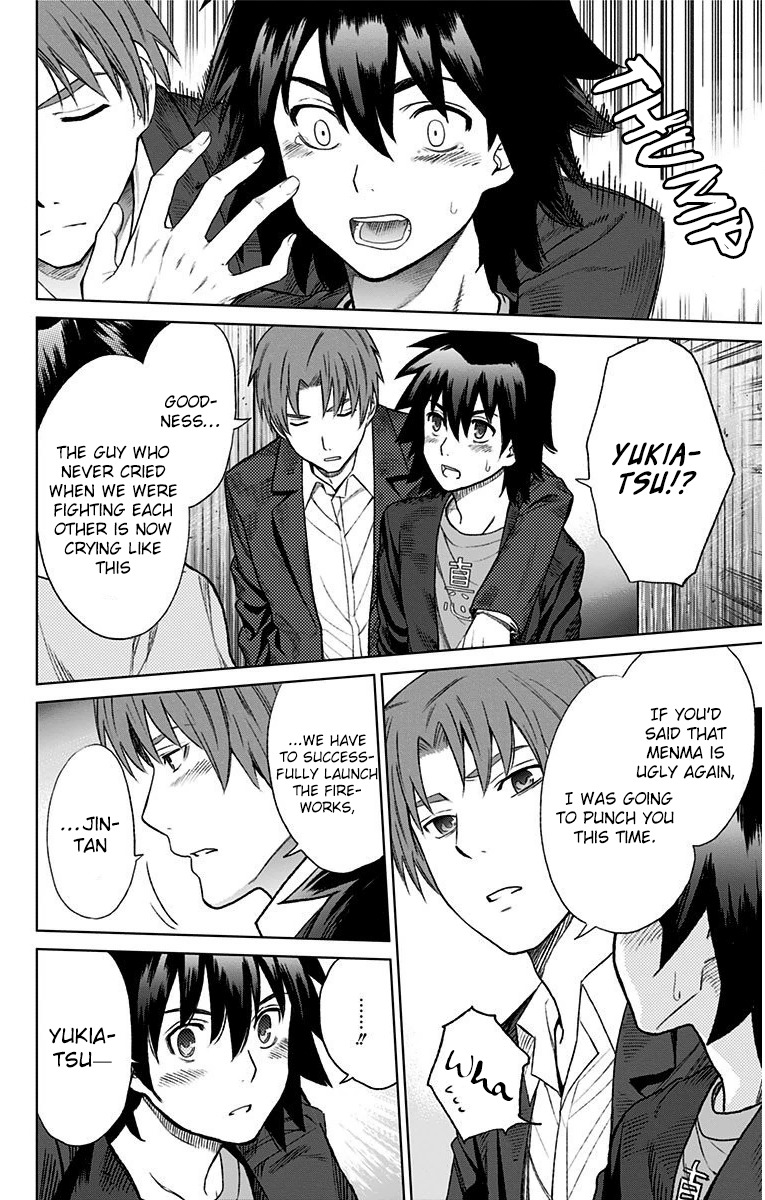 THUMP
YUKIA-
TSU!?
GOOD-
NESS...
THE GUY WHO
NEVER CRIED
WHEN WE WERE
FIGHTING EACH
OTHER IS NOW
CRYING LIKE
THIS
真
IF YOU'D
SAID THAT
MENMA IS
UGLY AGAIN,
I WAS GOING
TO PUNCH YOU
THIS TIME.
Wha
...
...WE HAVE
TO SUCCESS-
FULLY LAUNCH
THE FIRE-
WORKS,
...JIN-
TAN
......!!
YUKIA-
TSU—
真